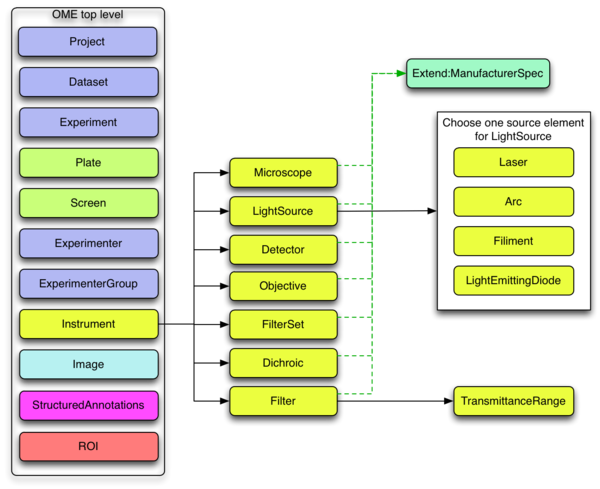 OME top level
Project
Dataset
Experiment
Plate
Screen
Experimenter
ExperimenterGroup
Instrument
Image
StructuredAnnotations
ROI
Microscope
LightSource
Detector
Objective
FilterSet
Dichroic
Filter
Extend:ManufacturerSpec
Choose one source element
for LightSource
Laser
Arc
Filiment
LightEmittingDiode
TransmittanceRange